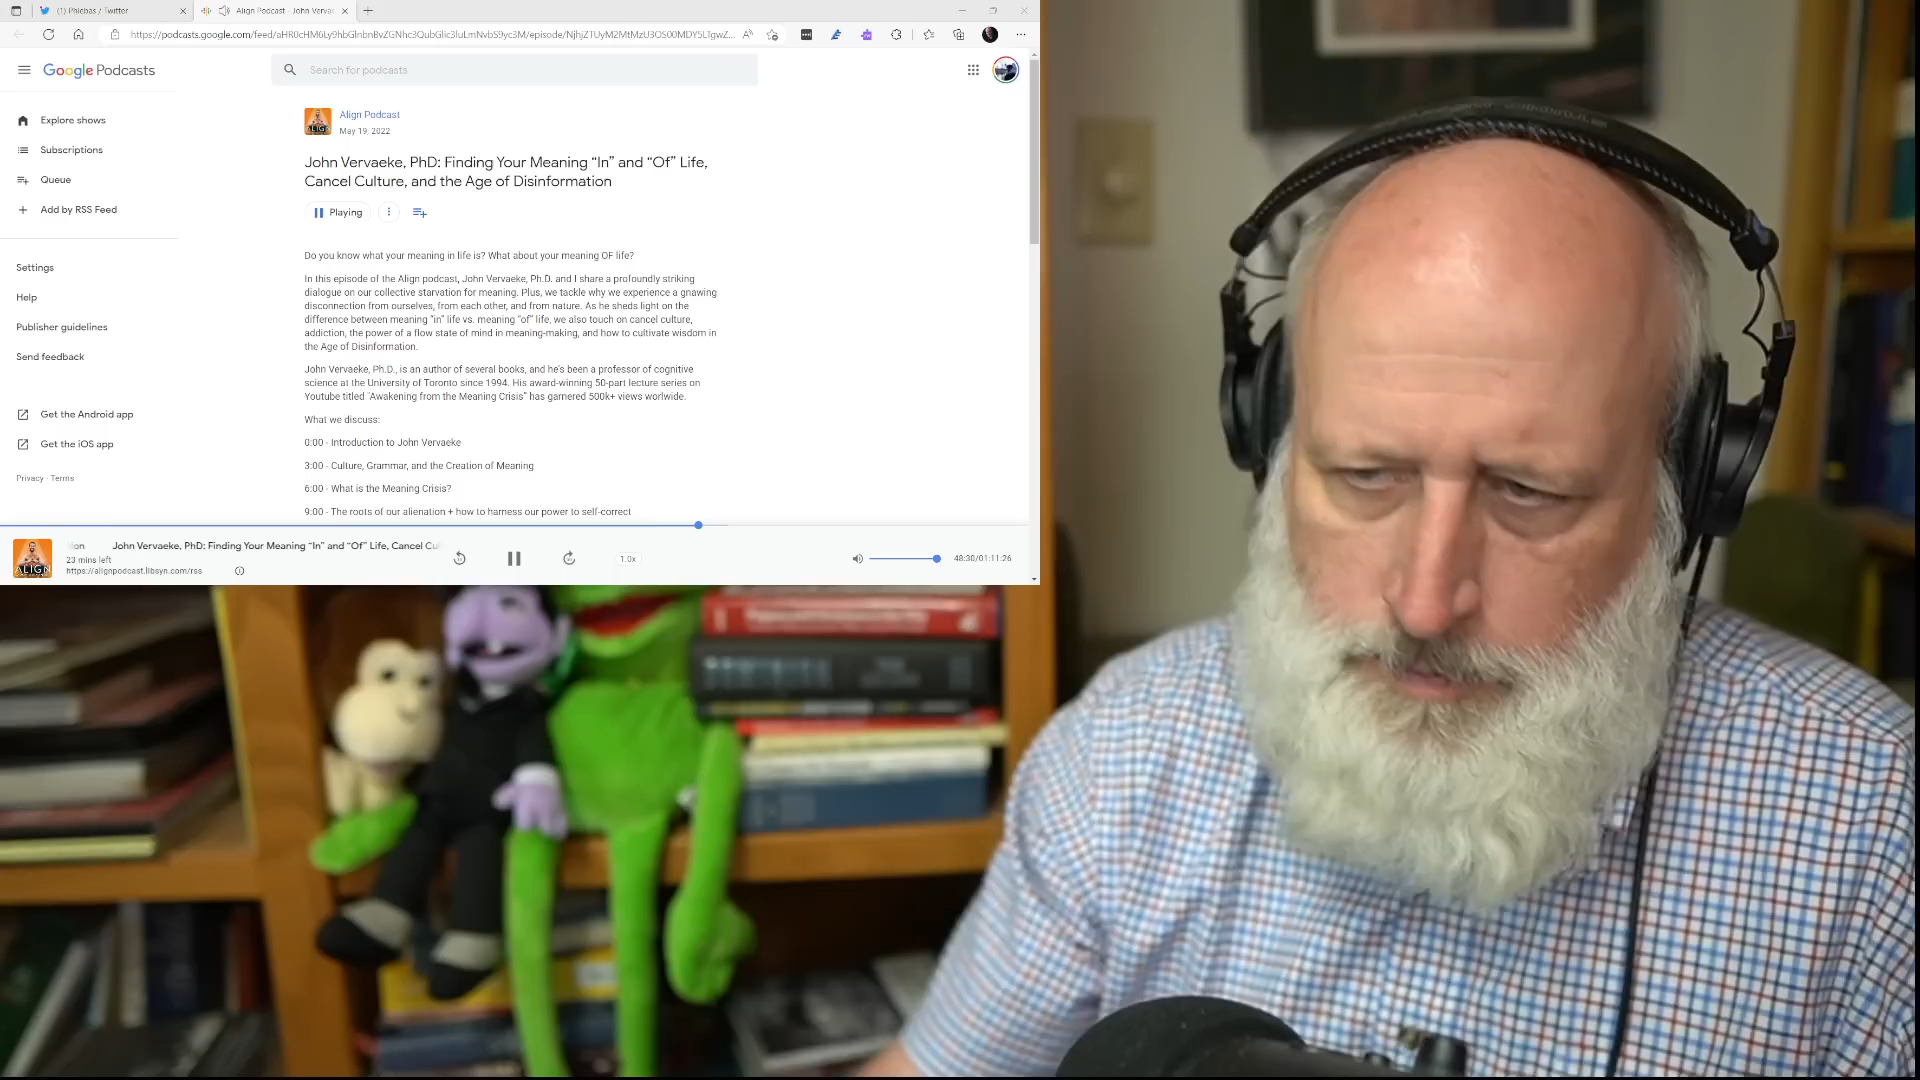 (1) Phlebas / Twitter
Align Podcast - John Vervae
https://podcasts.google.com/feed/
Google Podcasts
Search for podcasts
Explore shows
Subscriptions
Queue
Add by RSS Feed
Settings
Help
Publisher guidelines
Send feedback
Get the Android app
Get the iOS app
Privacy · Terms
Align Podcast
May 19, 2022
John Vervaeke, PhD: Finding Your Meaning “In” and “Of” Life,
Cancel Culture, and the Age of Disinformation
Playing
Do you know what your meaning in life is? What about your meaning OF life?
In this episode of the Align podcast, John Vervaeke, Ph.D. and I share a profoundly striking
dialogue on our collective starvation for meaning. Plus, we tackle why we experience a gnawing
disconnection from ourselves, from each other, and from nature. As he sheds light on the
difference between meaning “in” life vs. meaning “of” life, we also touch on cancel culture,
addiction, the power of a flow state of mind in meaning-making, and how to cultivate wisdom in
the Age of Disinformation.
John Vervaeke, Ph.D., is an author of several books, and he's been a professor of cognitive
science at the University of Toronto since 1994. His award-winning 50-part lecture series on
Youtube titled "Awakening from the Meaning Crisis" has garnered 500k+ views worlwide.
What we discuss:
0:00 - Introduction to John Vervaeke
3:00 - Culture, Grammar, and the Creation of Meaning
6:00 - What is the Meaning Crisis?
9:00 - The roots of our alienation + how to harness our power to self-correct
ALIGN
ion John Vervaeke, PhD: Finding Your Meaning “In” and “Of” Life, Cancel Cu
23 mins left
https://alignpodcast.libsyn.com/rss
1.0x
48:30/01:11:26